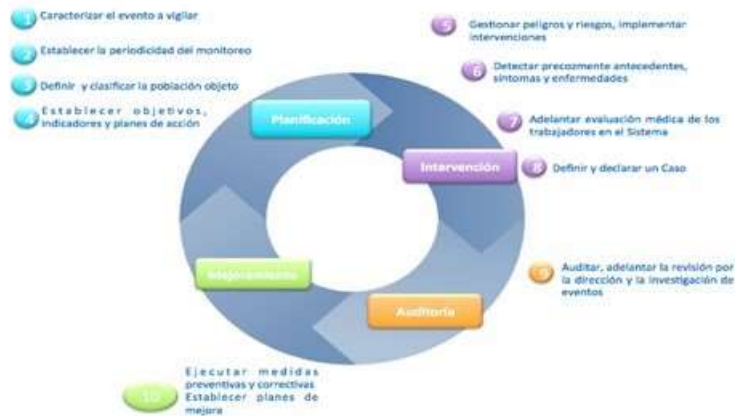 1 Caracterizar el evento a vigilar
2 Establecer la periodicidad del monitoreo
3 Definir y clasificar la población objeto
4 Establecer objetivos,
indicadores y planes de acción
Planificación
5 Gestionar peligros y riesgos, implementar
intervenciones
6 Detectar precozmente antecedentes,
síntomas y enfermedades
7 Adelantar evaluación médica de los
trabajadores en el Sistema
Intervención
8 Definir y declarar un Caso
Mejoramiento
9 Auditar, adelantar la revisión por
la dirección y la investigación de
eventos
Auditoría
10 Ejecutar medidas
preventivas y correctivas
Establecer planes de
mejora